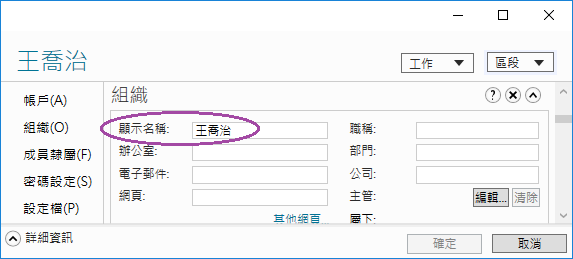 王喬治
工作
區段
帳戶(A)
組織(O)
成員隸屬(F)
密碼設定(S)
設定檔(P)
組織
?
顯示名稱: 王喬治
辦公室:
電子郵件:
網頁:
其他網頁...
職稱:
部門:
公司:
主管:
編輯... 清除
屬下:
詳細資訊
確定 取消